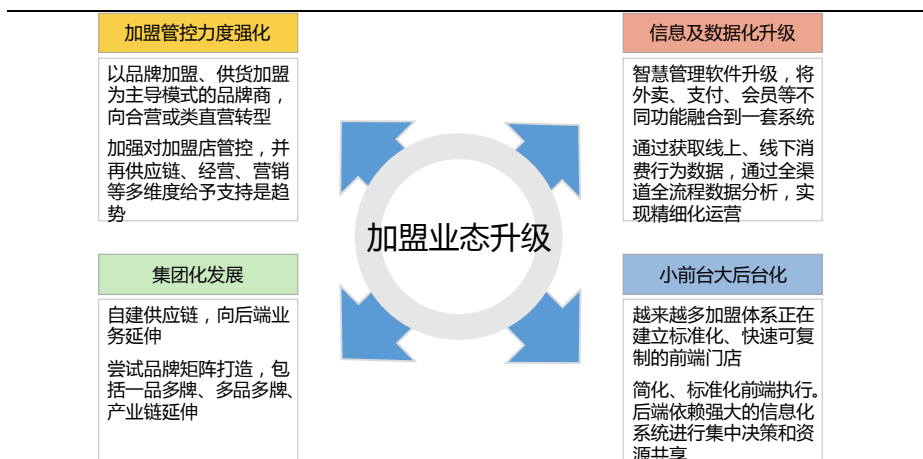 加盟管控力度强化
以品牌加盟、供货加盟
为主导模式的品牌商，
向合营或类直营转型
加强对加盟店管控，并
再供应链、经营、营销
等多维度给予支持是趋
势
信息及数据化升级
智慧管理软件升级，将
外卖、支付、会员等不
同功能融合到一套系统
通过获取线上、线下消
费行为数据，通过全渠
道全流程数据分析，实
现精细化运营
加盟业态升级
集团化发展
自建供应链，向后端业
务延伸
尝试品牌矩阵打造，包
括一品多牌、多品多牌、
产业链延伸
小前台大后台化
越来越多加盟体系正在
建立标准化、快速可复
制的前端门店
简化、标准化前端执行。
后端依赖强大的信息化
系统进行集中决策和资
源共享